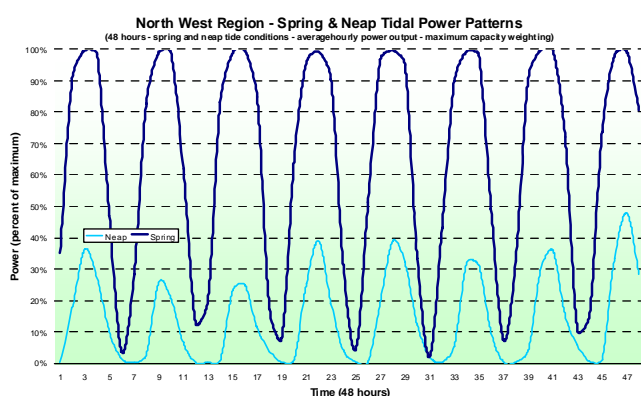 North West Region - Spring & Neap Tidal Power Patterns
(48 hours - spring and neap tide conditions - averagehourly power output - maximum capacity weighting)
100%
90%
80%
70%
60%
50%
40%
30%
20%
10%
0%
Power (percent of maximum)
Neap Spring
1 3 5 7 9 11 13 15 17 19 21 23 25 27 29 31 33 35 37 39 41 43 45 47
Time (48 hours)